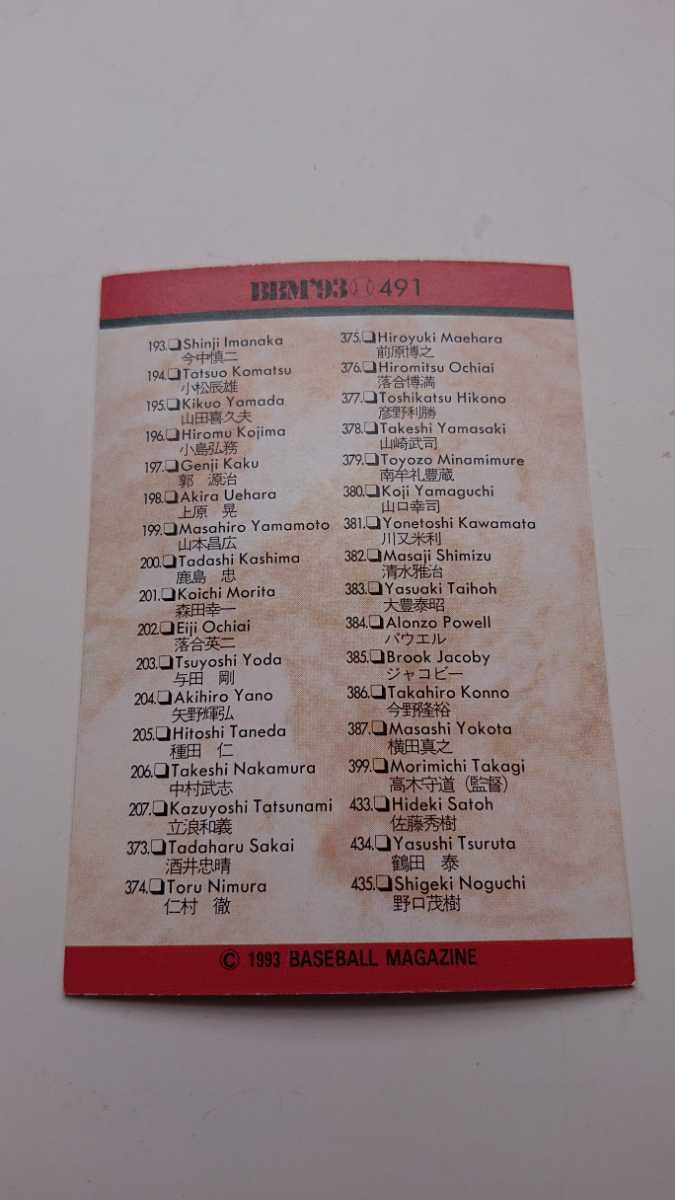 BBM'93 491
193.❑Shinji Imanaka
今中慎二
194.❑Tatsuo Komatsu
小松辰雄
195.❑Kikuo Yamada
山田喜久夫
196.❑Hiromu Kojima
小島弘務
197.❑Genji Kaku
郭　源治
198.❑Akira Uehara
上原　晃
199.❑Masahiro Yamamoto
山本昌広
200.❑Tadashi Kashima
鹿島　忠
201.❑Koichi Morita
森田幸一
202.❑Eiji Ochiai
落合英二
203.❑Tsuyoshi Yoda
与田　剛
204.❑Akihiro Yano
矢野輝弘
205.❑Hitoshi Taneda
種田　仁
206.❑Takeshi Nakamura
中村武志
207.❑Kazuyoshi Tatsunami
立浪和義
373.❑Tadaharu Sakai
酒井忠晴
374.❑Toru Nimura
仁村　徹
375.❑Hiroyuki Maehara
前原博之
376.❑Hiromitsu Ochiai
落合博満
377.❑Toshikatsu Hikono
彦野利勝
378.❑Takeshi Yamasaki
山崎武司
379.❑Toyozo Minamimure
南牟礼豊蔵
380.❑Koji Yamaguchi
山口幸司
381.❑Yonetoshi Kawamata
川又米利
382.❑Masaji Shimizu
清水雅治
383.❑Yasuaki Taihoh
大豊泰昭
384.❑Alonzo Powell
パウエル
385.❑Brook Jacoby
ジャコビー
386.❑Takahiro Konno
今野隆裕
387.❑Masashi Yokota
横田真之
399.❑Morimichi Takagi
高木守道（監督）
433.❑Hideki Satoh
佐藤秀樹
434.❑Yasushi Tsuruta
鶴田　泰
435.❑Shigeki Noguchi
野口茂樹
© 1993 BASEBALL MAGAZINE